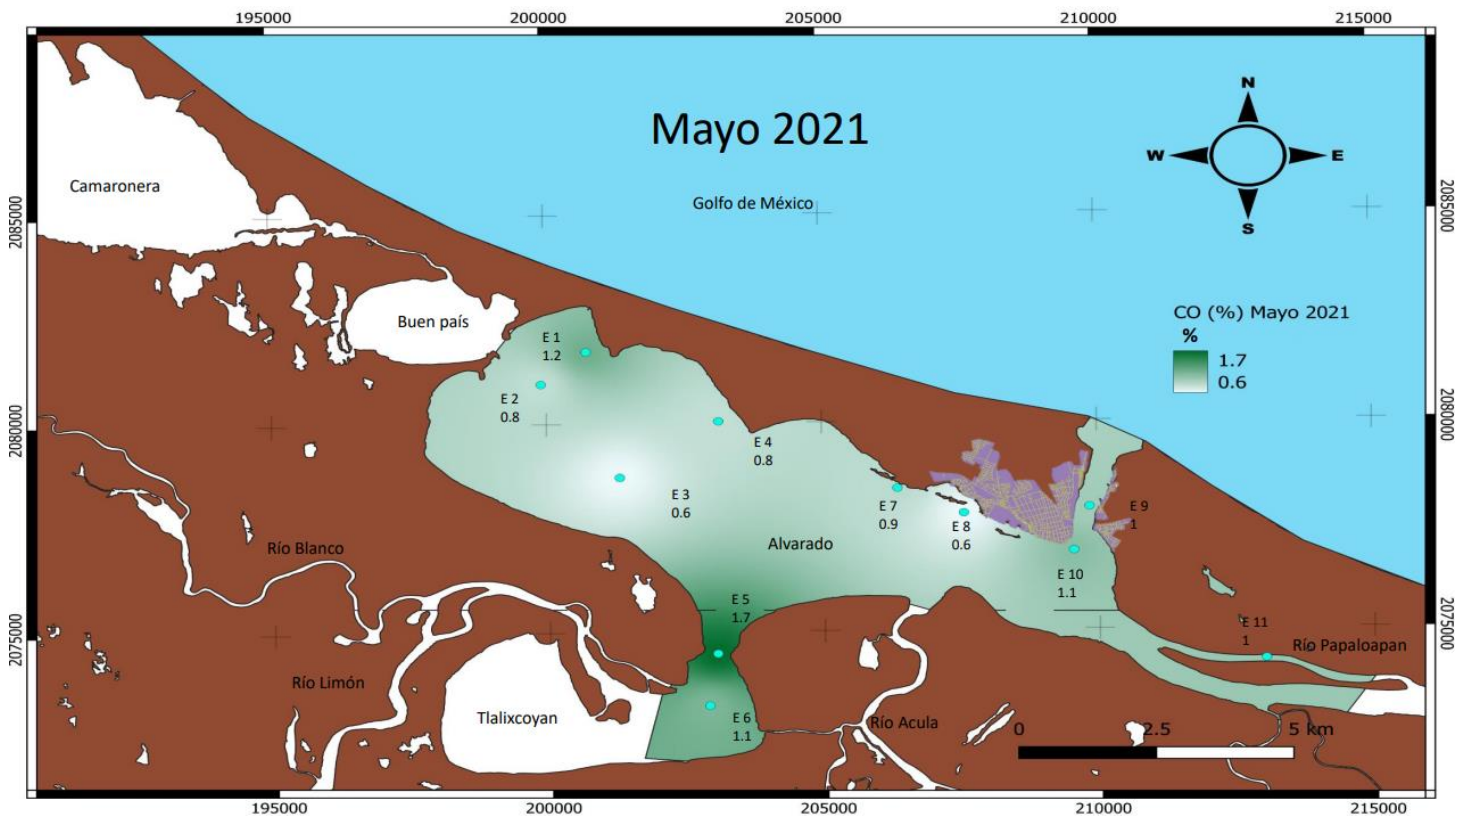 195000 200000 205000 210000 215000
Mayo 2021
N
W E
S
Camaronera
Golfo de México
2085000
2085000
CO (%) Mayo 2021
%
1.7
0.6
Buen país
E 1
1.2
E 2
0.8
E 4
0.8
2080000
2080000
E 3
0.6
E 7
0.9
E 8
0.6
E 9
1
Río Blanco
Alvarado
E 10
1.1
E 5
1.7
E 11
1
Río Papaloapan
2075000
2075000
Río Limón
Tlalixcoyan
E 6
1.1
Río Acula
0 2.5 5 km
195000 200000 205000 210000 215000